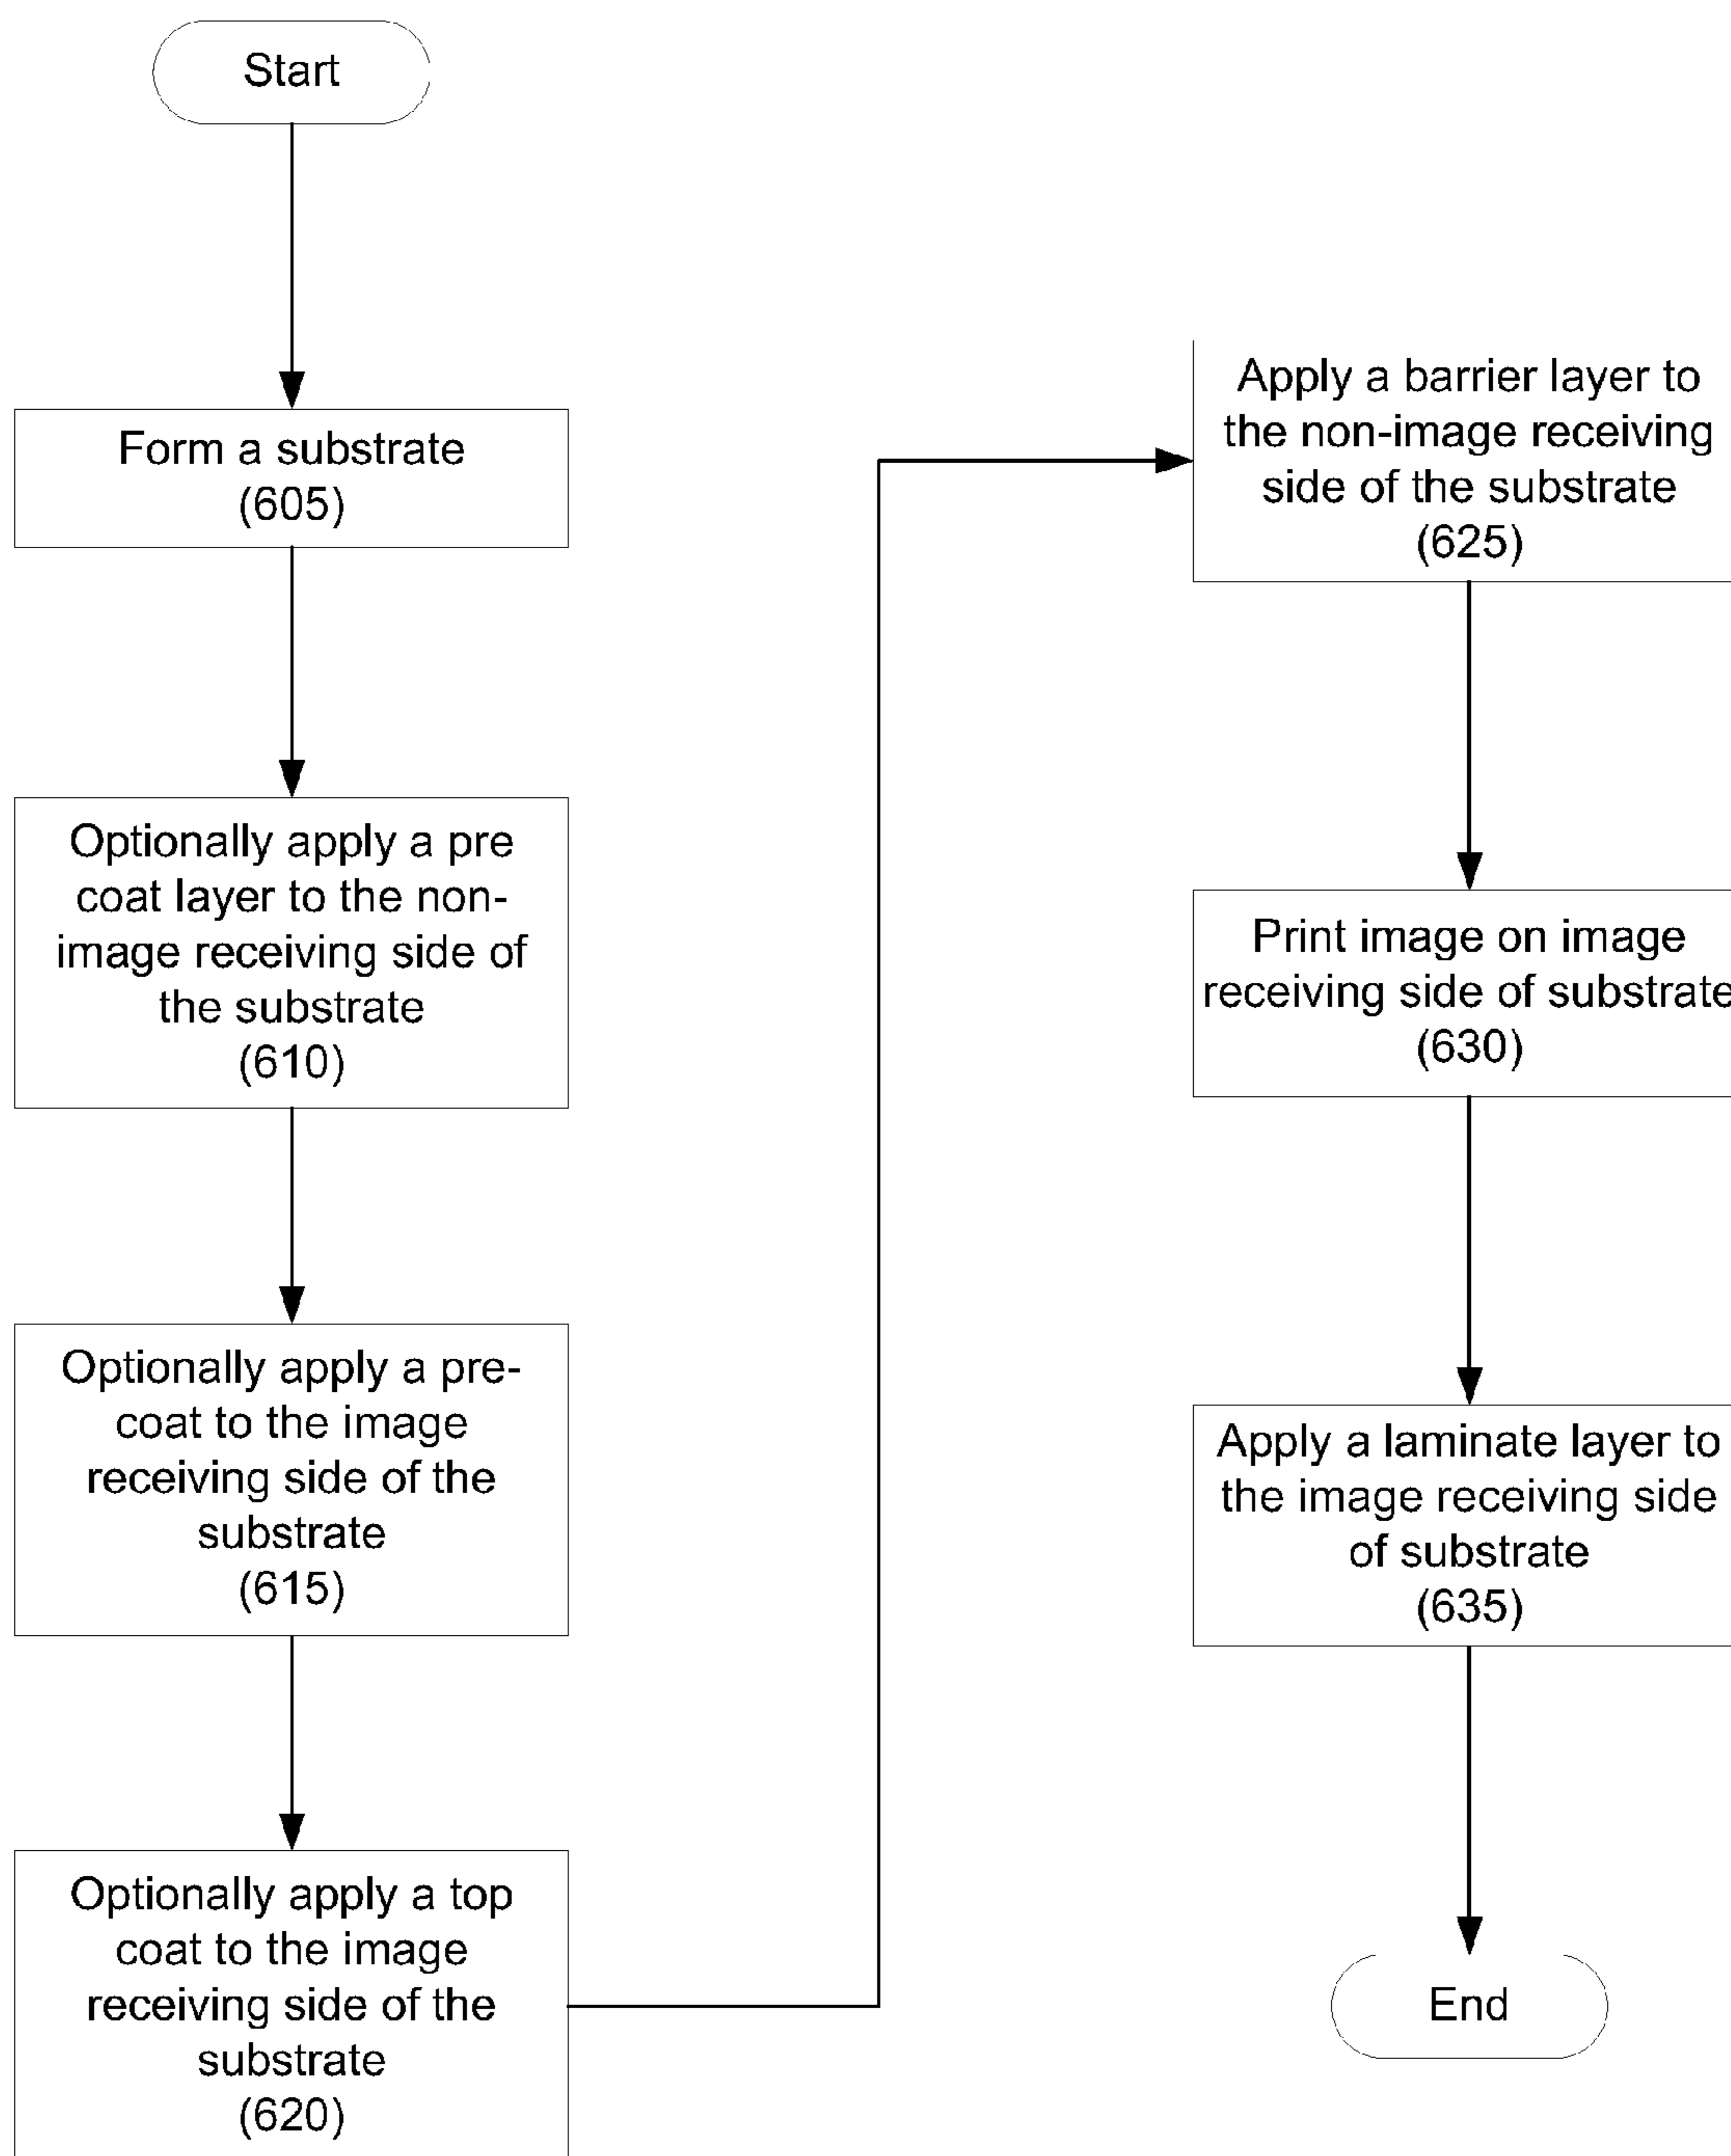 Start
Form a substrate
(605)
Optionally apply a pre
coat layer to the non-
image receiving side of
the substrate
(610)
Optionally apply a pre-
coat to the image
receiving side of the
substrate
(615)
Optionally apply a top
coat to the image
receiving side of the
substrate
(620)
Apply a barrier layer to
the non-image receiving
side of the substrate
(625)
Print image on image
receiving side of substrate
(630)
Apply a laminate layer to
the image receiving side
of substrate
(635)
End